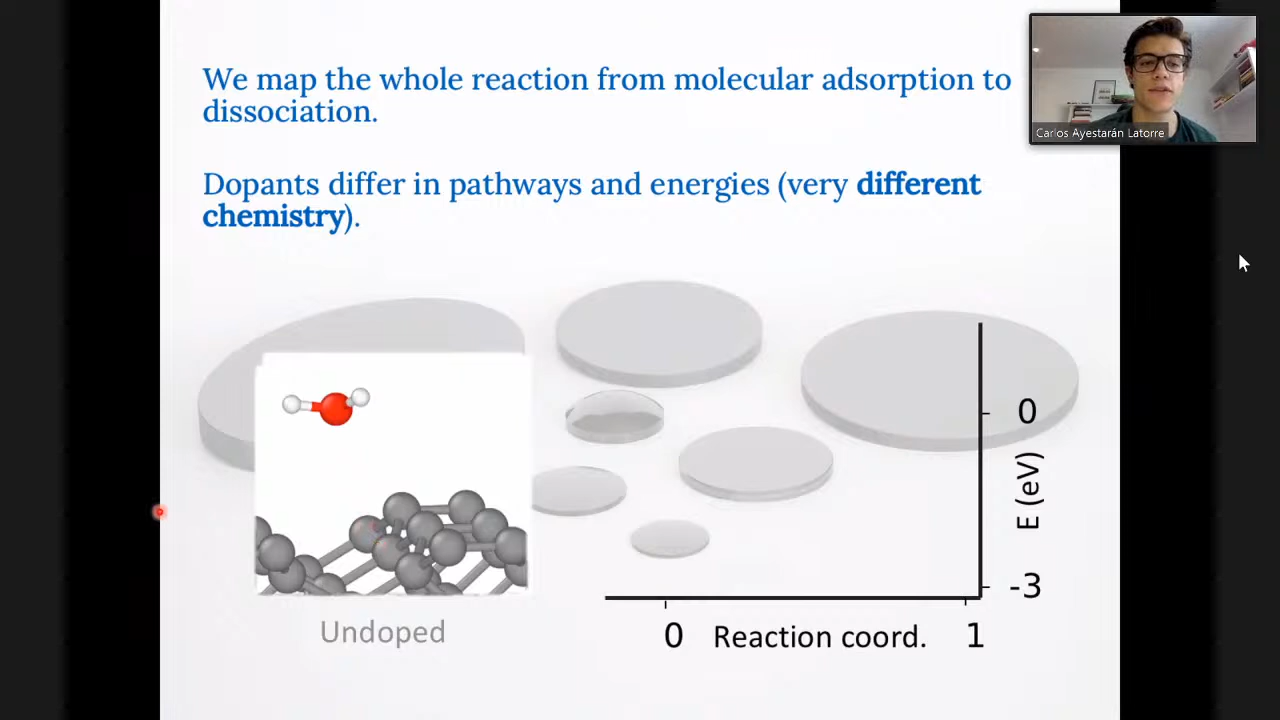 We map the whole reaction from molecular adsorption to
dissociation.
Dopants differ in pathways and energies (very different
chemistry).
Carlos Ayestarán Latorre
Undoped
0
E (eV)
-3
0 Reaction coord. 1